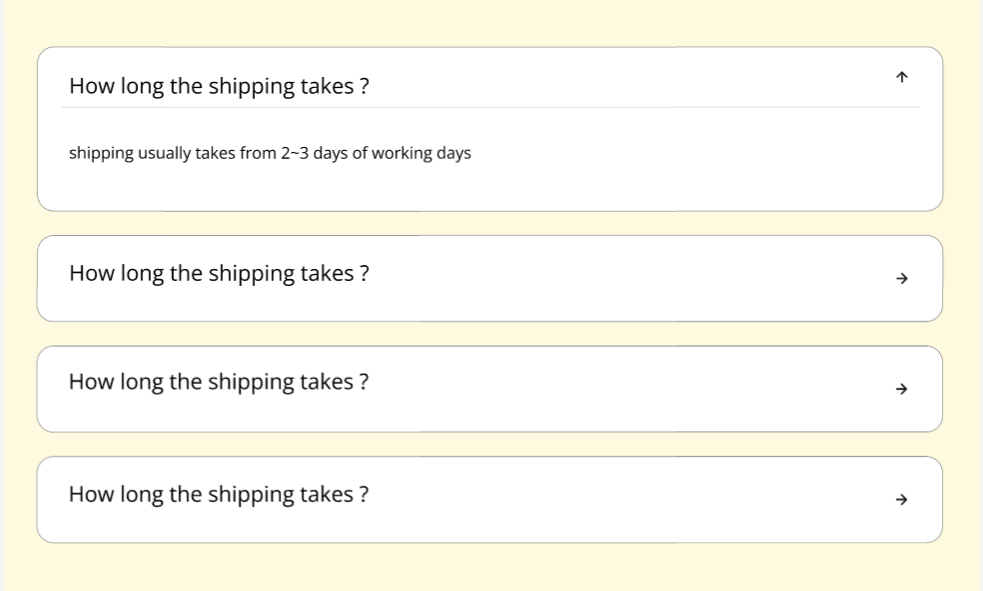 How long the shipping takes ?
shipping usually takes from 2~3 days of working days
How long the shipping takes ?
How long the shipping takes ?
How long the shipping takes ?